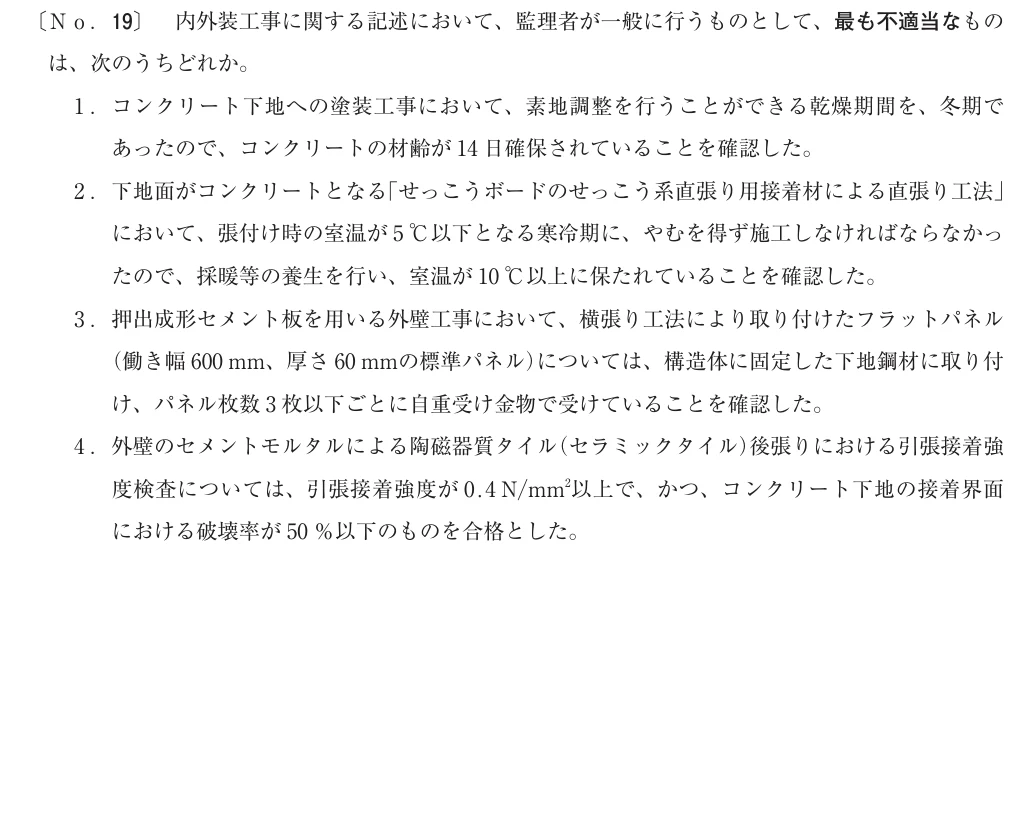 〔Ｎｏ．19〕　内外装工事に関する記述において、監理者が一般に行うものとして、最も不適当なもの
は、次のうちどれか。
１．コンクリート下地への塗装工事において、素地調整を行うことができる乾燥期間を、冬期で
あったので、コンクリートの材齢が 14 日確保されていることを確認した。
２．下地面がコンクリートとなる「せっこうボードのせっこう系直張り用接着材による直張り工法」
において、張付け時の室温が 5 ℃以下となる寒冷期に、やむを得ず施工しなければならなかっ
たので、採暖等の養生を行い、室温が 10 ℃以上に保たれていることを確認した。
３．押出成形セメント板を用いる外壁工事において、横張り工法により取り付けたフラットパネル
（働き幅 600 mm、厚さ 60 mmの標準パネル）については、構造体に固定した下地鋼材に取り付
け、パネル枚数 3 枚以下ごとに自重受け金物で受けていることを確認した。
４．外壁のセメントモルタルによる陶磁器質タイル（セラミックタイル）後張りにおける引張接着強
度検査については、引張接着強度が 0.4 N/mm²以上で、かつ、コンクリート下地の接着界面
における破壊率が 50 ％以下のものを合格とした。